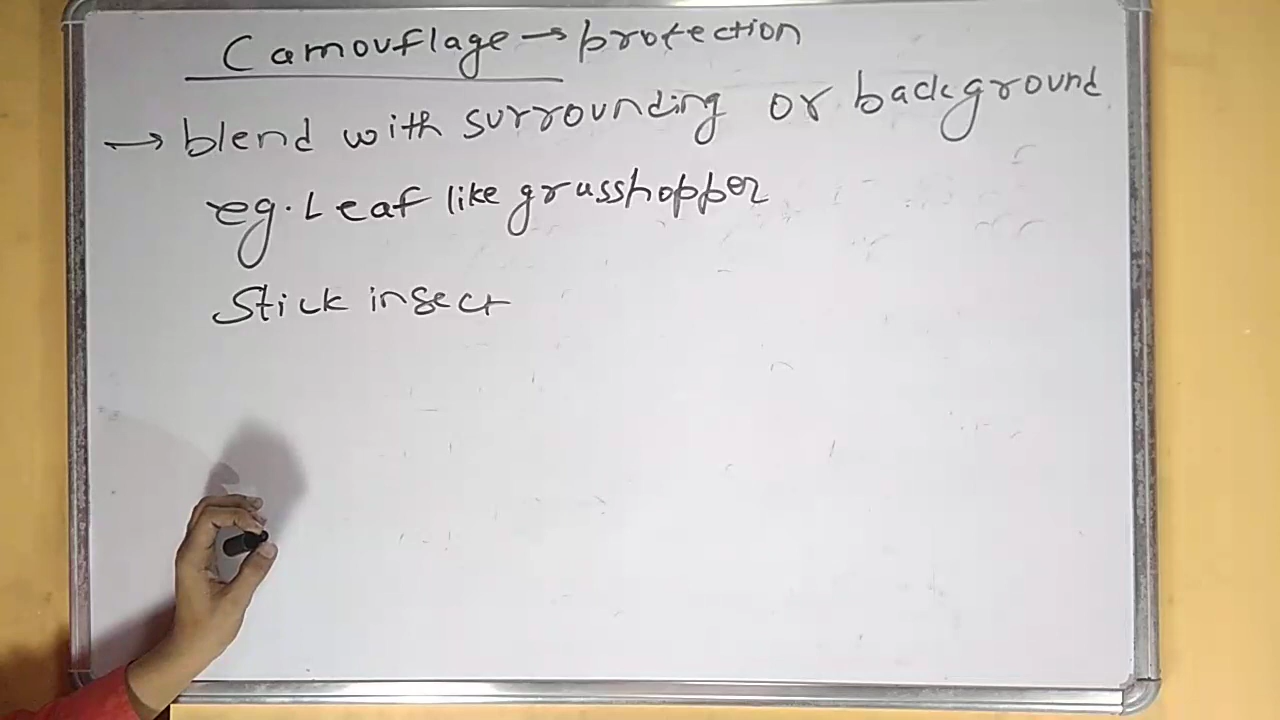 Camouflage → protection
→ blend with surrounding or background
eg. Leaf like grasshopper
Stick insect